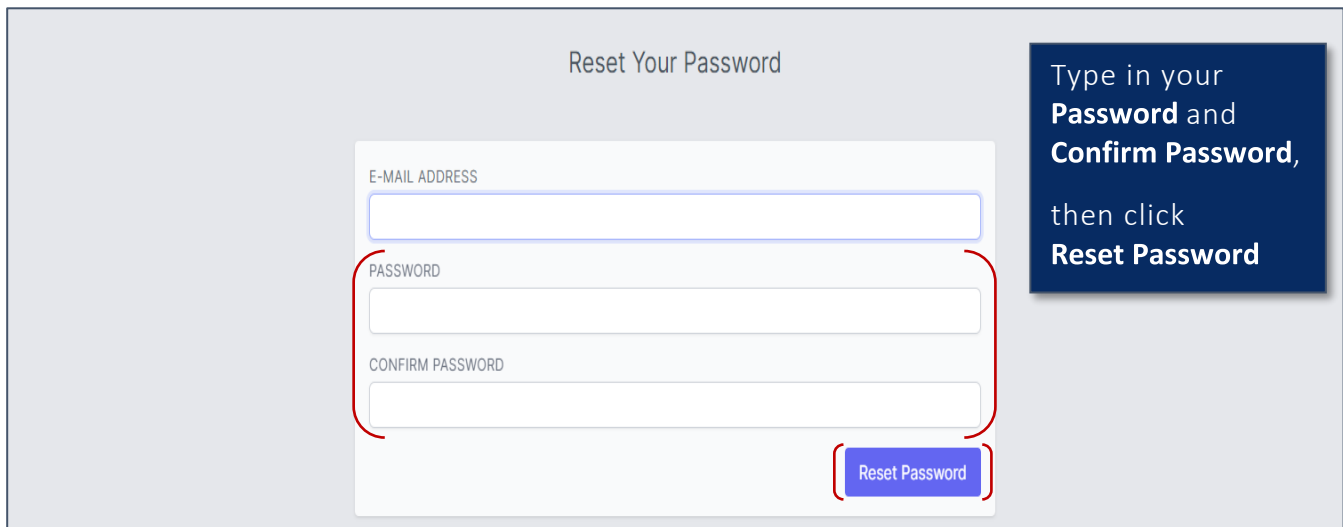 Reset Your Password
E-MAIL ADDRESS
PASSWORD
CONFIRM PASSWORD
Reset Password
Type in your
Password and
Confirm Password,
then click
Reset Password